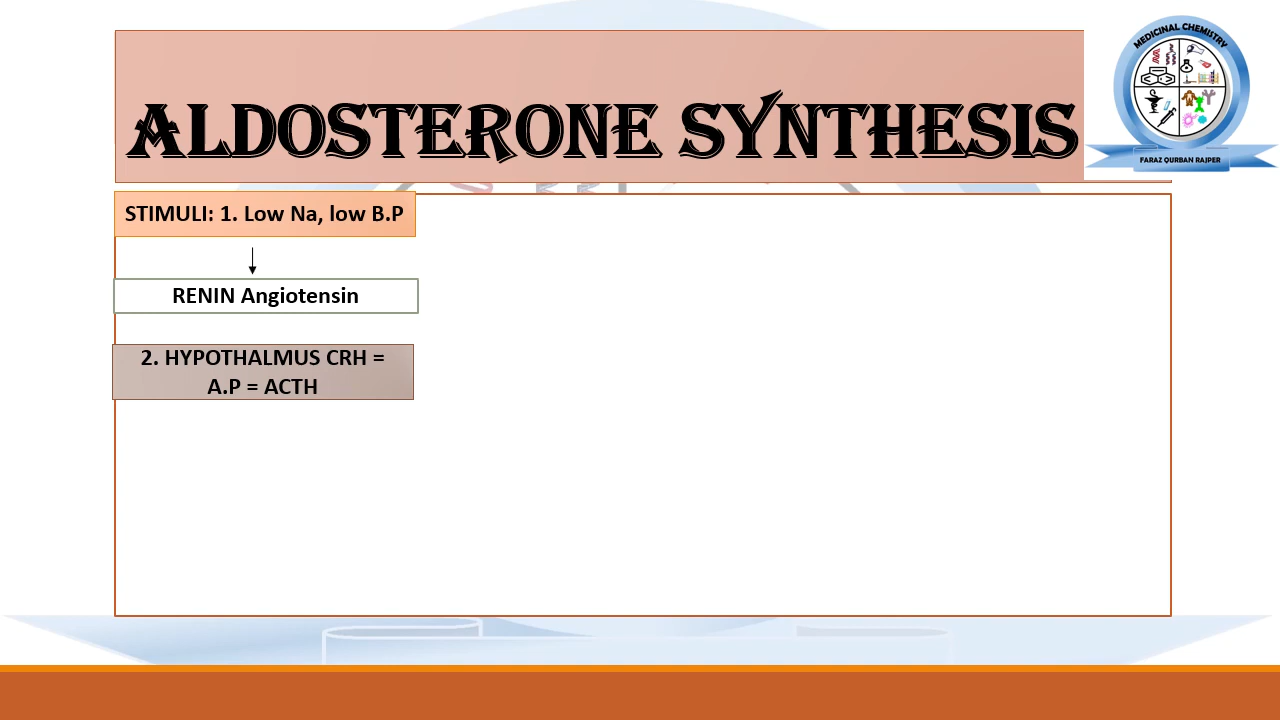 ALDOSTERONE SYNTHESIS
MEDICINAL CHEMISTRY
FARAZ QURBAN RAJPER
STIMULI: 1. Low Na, low B.P
RENIN Angiotensin
2. HYPOTHALMUS CRH =
A.P = ACTH